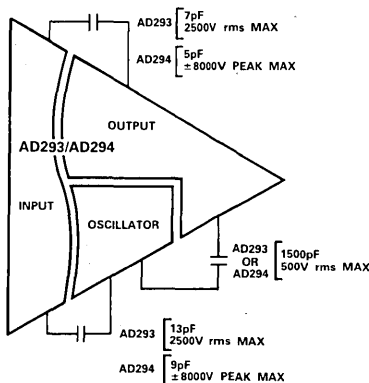 AD293 7pF
2500V rms MAX
AD294 5pF
±8000V PEAK MAX
OUTPUT
AD293/AD294
INPUT
OSCILLATOR
AD293
OR
AD294
1500pF
500V rms MAX
AD293 13pF
2500V rms MAX
AD294 9pF
±8000V PEAK MAX